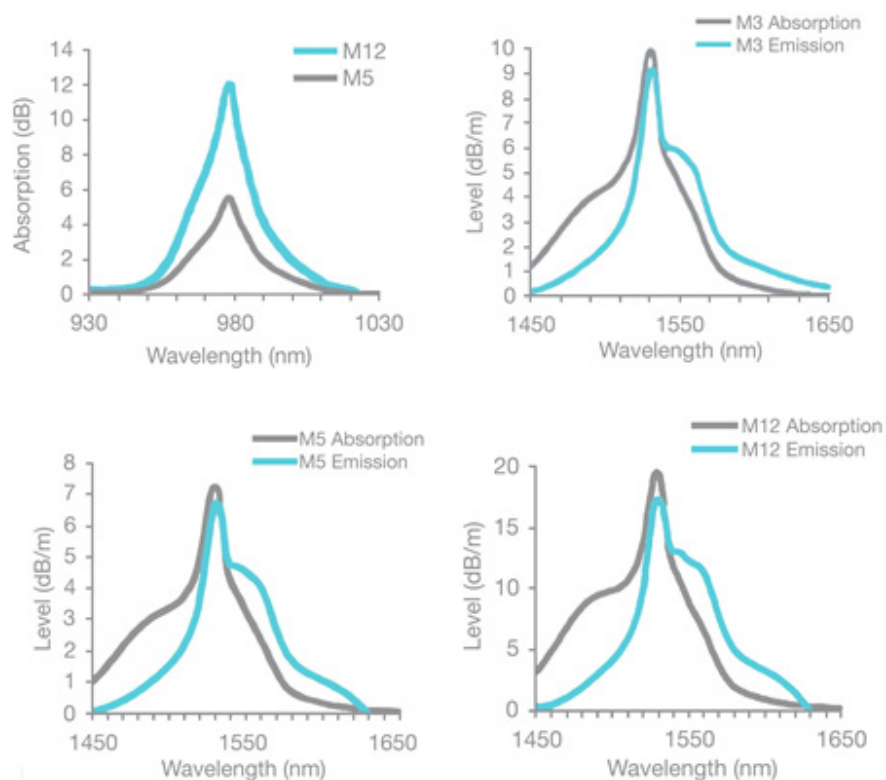 M12
M5
Absorption (dB)
14
12
10
8
6
4
2
0
930
980
1030
Wavelength (nm)
M3 Absorption
M3 Emission
Level (dB/m)
10
9
8
7
6
5
4
3
2
1
0
1450
1550
1650
Wavelength (nm)
M5 Absorption
M5 Emission
Level (dB/m)
8
7
6
5
4
3
2
1
0
1450
1550
1650
Wavelength (nm)
M12 Absorption
M12 Emission
Level (dB/m)
20
15
10
5
0
1450
1550
1650
Wavelength (nm)